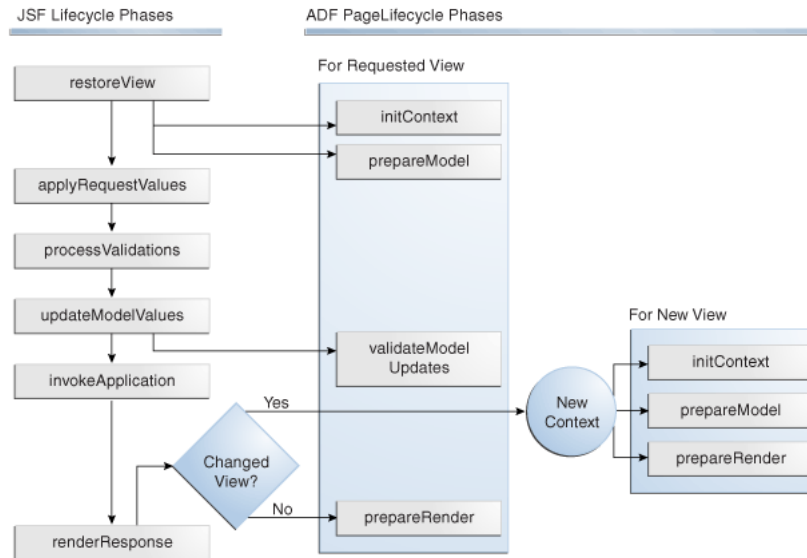 JSF Lifecycle Phases
ADF PageLifecycle Phases
For Requested View
restoreView
initContext
prepareModel
applyRequestValues
processValidations
updateModelValues
validateModel
Updates
invokeApplication
For New View
initContext
prepareModel
prepareRender
New
Context
Yes
Changed
View?
No
prepareRender
renderResponse